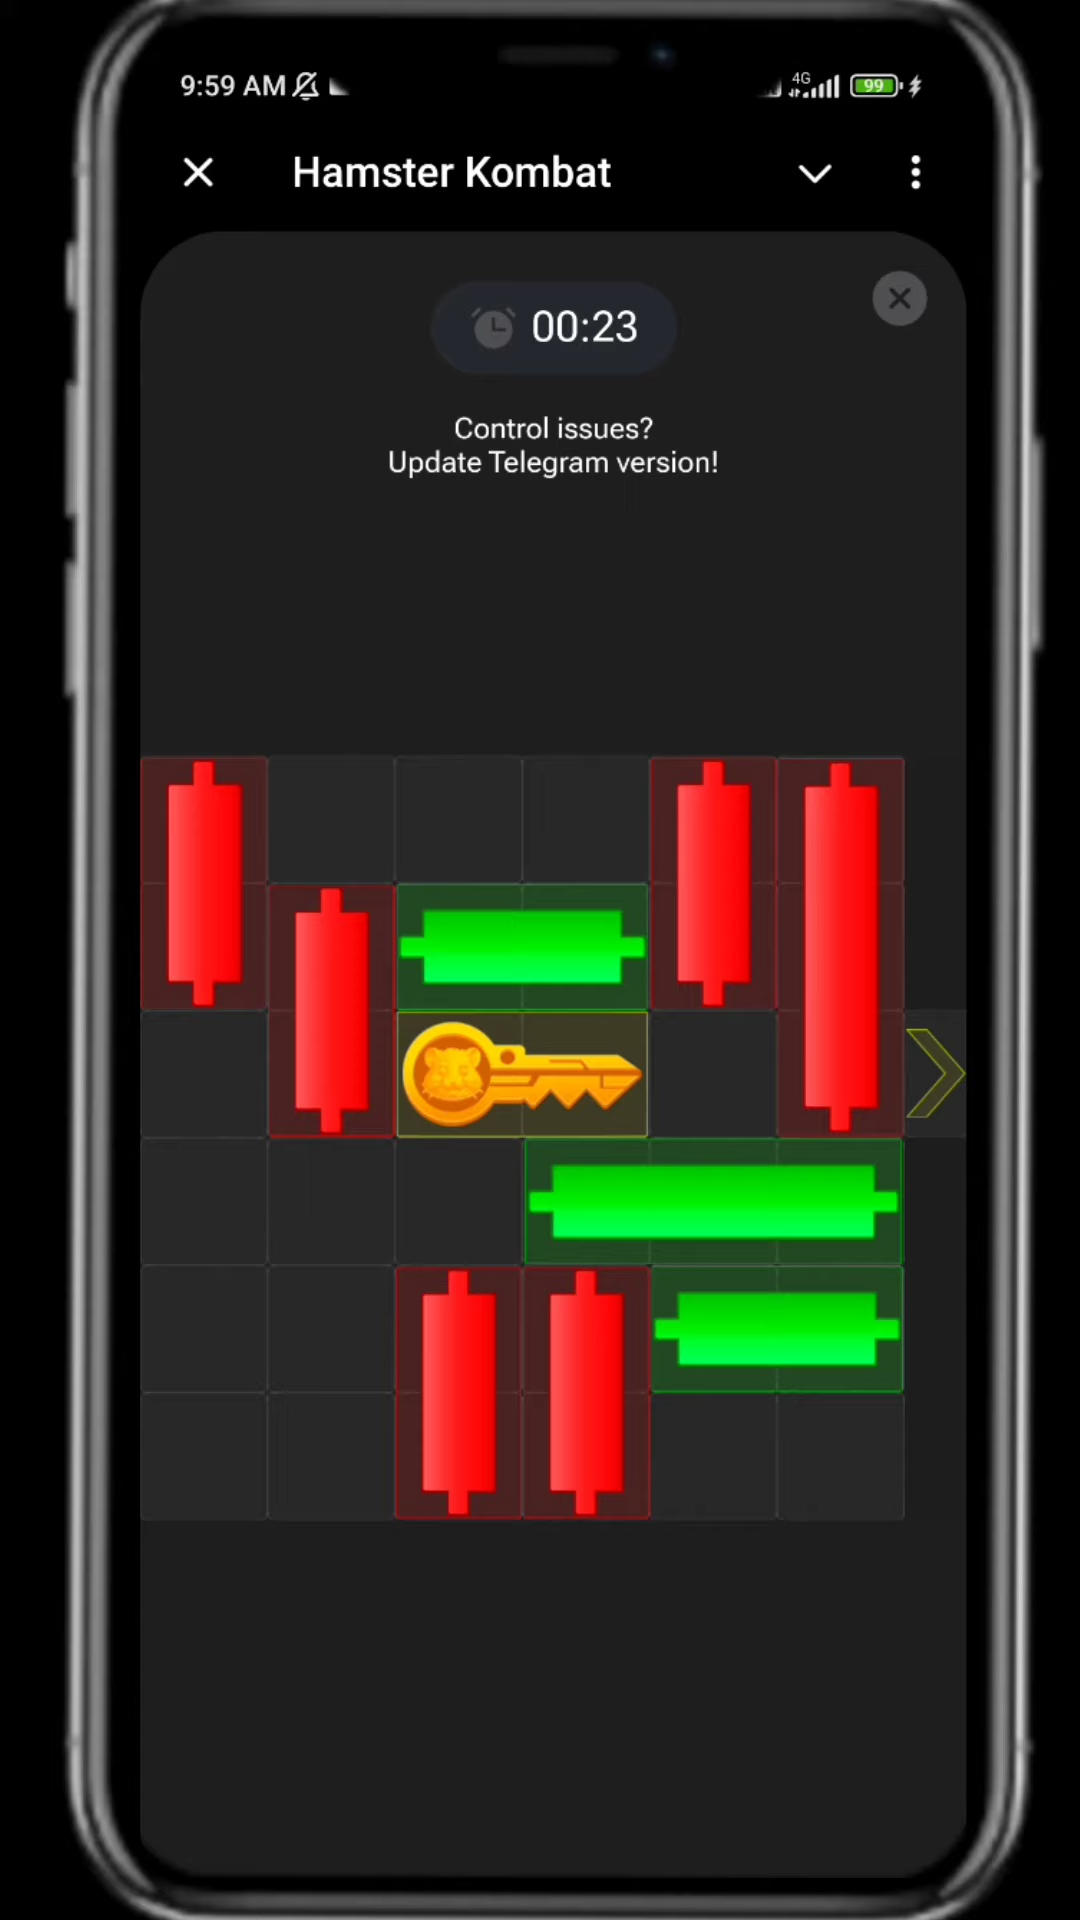 9:59 AM
4G
99
Hamster Kombat
00:23
Control issues?
Update Telegram version!